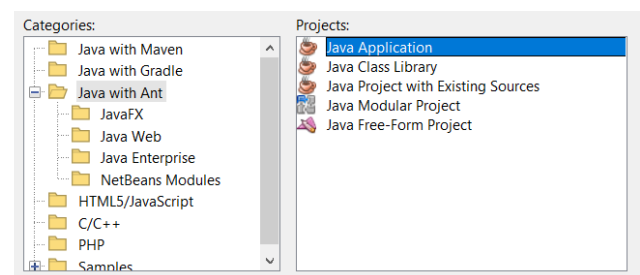 Categories:
Java with Maven
Java with Gradle
Java with Ant
JavaFX
Java Web
Java Enterprise
NetBeans Modules
HTML5/JavaScript
C/C++
PHP
Samples
Projects:
Java Application
Java Class Library
Java Project with Existing Sources
Java Modular Project
Java Free-Form Project